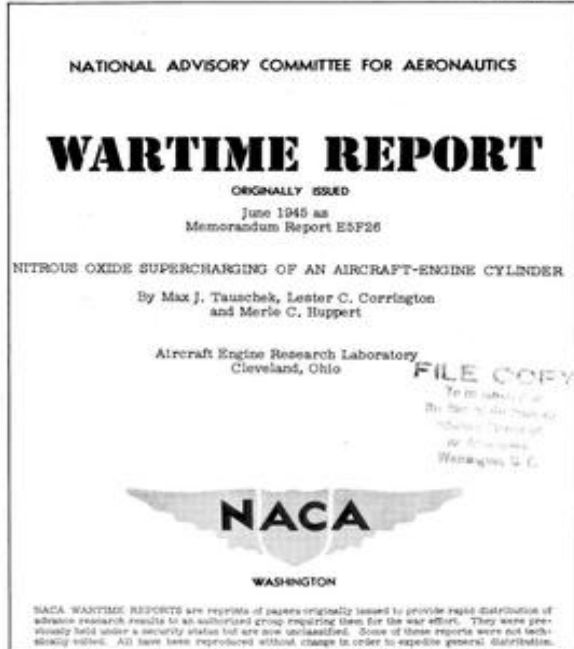 NATIONAL ADVISORY COMMITTEE FOR AERONAUTICS
WARTIME REPORT
ORIGINALLY ISSUED
June 1945 as
Memorandum Report E5F26
NITROUS OXIDE SUPERCHARGING OF AN AIRCRAFT-ENGINE CYLINDER
By Max J. Tauschek, Lester C. Corrington
and Merle C. Huppert
Aircraft Engine Research Laboratory
Cleveland, Ohio
FILE COPY
To be
the
Washington D. C.
NACA
WASHINGTON
NACA WARTIME REPORTS are reprints of papers originally issued to provide rapid distribution of
advance research results to an authorized group requiring them for the war effort. They were pre-
viously held under a security status but are now unclassified. Some of these reports were not tech-
nically edited. All have been reproduced without change in order to expedite general distribution.